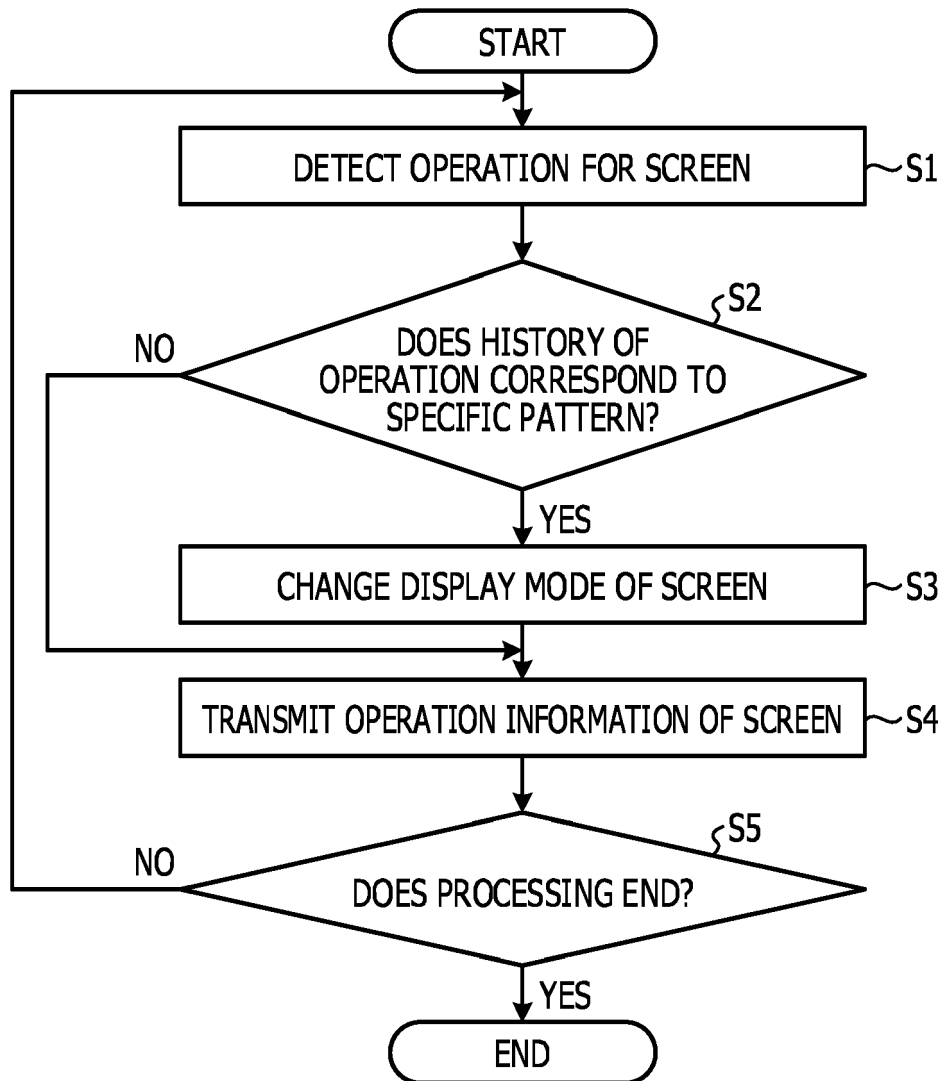 START
DETECT OPERATION FOR SCREEN
S1
S2
DOES HISTORY OF
OPERATION CORRESPOND TO
SPECIFIC PATTERN?
NO
YES
CHANGE DISPLAY MODE OF SCREEN
S3
TRANSMIT OPERATION INFORMATION OF SCREEN
S4
S5
NO
DOES PROCESSING END?
YES
END